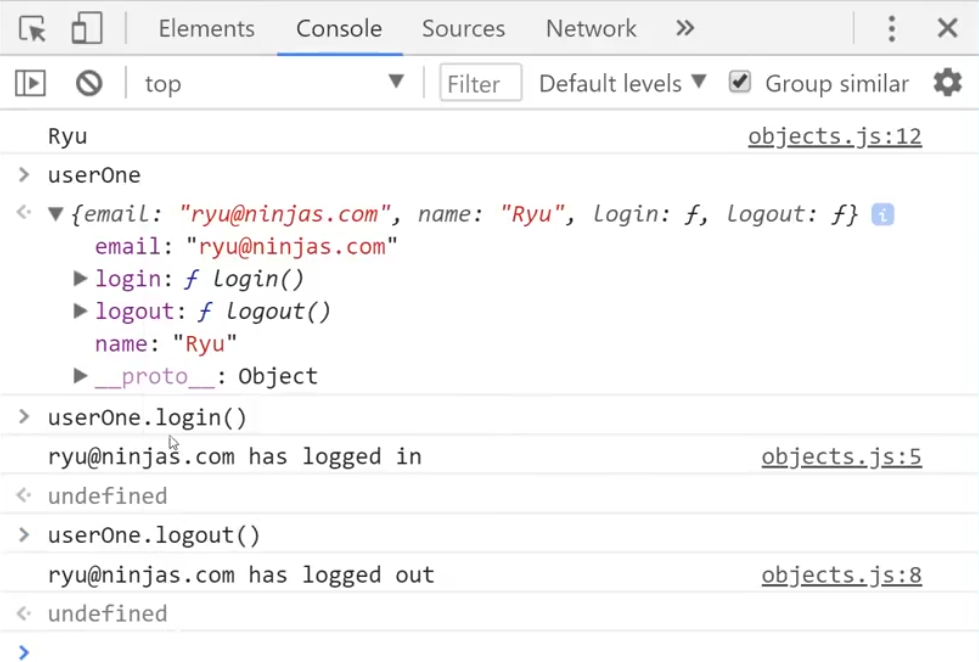 Elements Console Sources Network »
top ▼ Filter Default levels ▼ Group similar
Ryu objects.js:12
> userOne
<· ▼ {email: "ryu@ninjas.com", name: "Ryu", login: ƒ, logout: ƒ} i
email: "ryu@ninjas.com"
▶ login: ƒ login()
▶ logout: ƒ logout()
name: "Ryu"
▶ __proto__: Object
> userOne.login()
ryu@ninjas.com has logged in objects.js:5
<· undefined
> userOne.logout()
ryu@ninjas.com has logged out objects.js:8
<· undefined
>